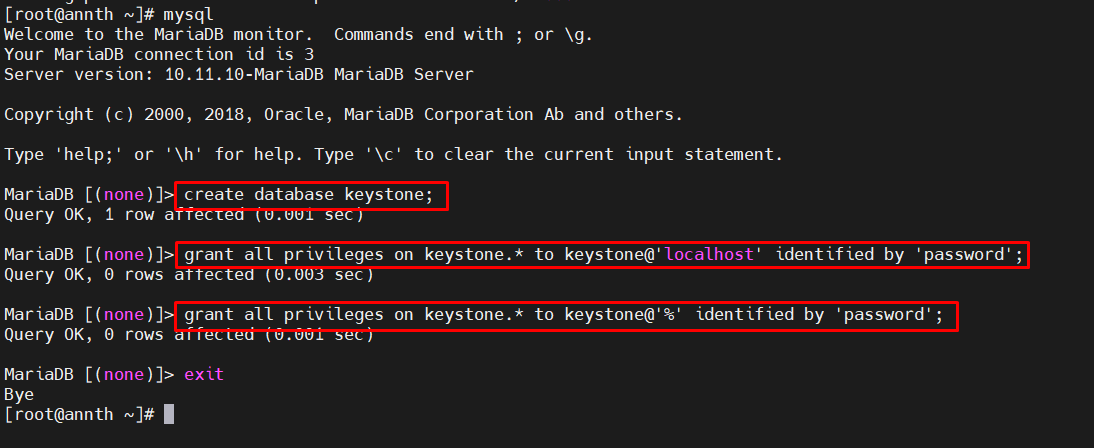 [root@annth ~]# mysql
Welcome to the MariaDB monitor.  Commands end with ; or \g.
Your MariaDB connection id is 3
Server version: 10.11.10-MariaDB MariaDB Server
Copyright (c) 2000, 2018, Oracle, MariaDB Corporation Ab and others.
Type 'help;' or '\h' for help. Type '\c' to clear the current input statement.
MariaDB [(none)]> create database keystone;
Query OK, 1 row affected (0.001 sec)
MariaDB [(none)]> grant all privileges on keystone.* to keystone@'localhost' identified by 'password';
Query OK, 0 rows affected (0.003 sec)
MariaDB [(none)]> grant all privileges on keystone.* to keystone@'%' identified by 'password';
Query OK, 0 rows affected (0.001 sec)
MariaDB [(none)]> exit
Bye
[root@annth ~]#